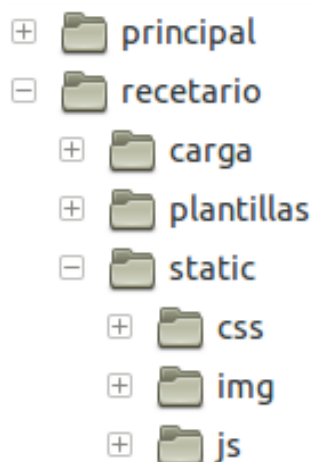 principal
recetario
carga
plantillas
static
css
img
js